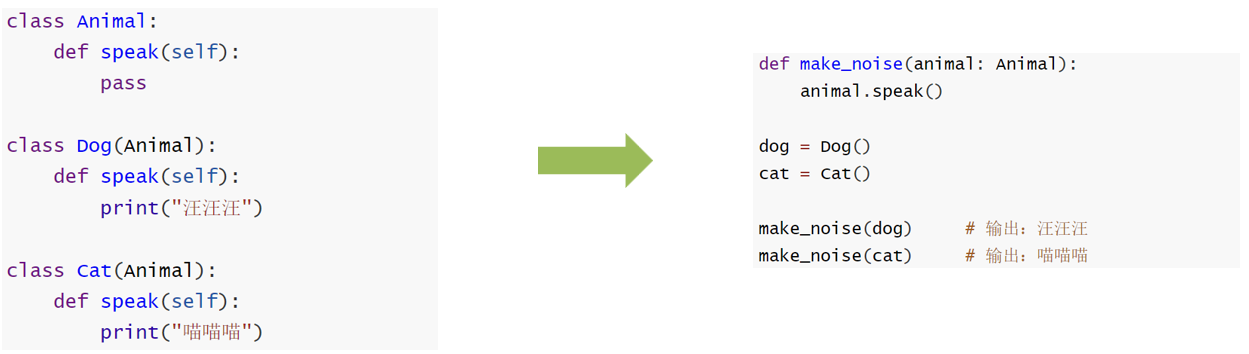 class Animal:
    def speak(self):
        pass
class Dog(Animal):
    def speak(self):
        print("汪汪汪")
class Cat(Animal):
    def speak(self):
        print("喵喵喵")
def make_noise(animal: Animal):
    animal.speak()
dog = Dog()
cat = Cat()
make_noise(dog)     # 输出：汪汪汪
make_noise(cat)     # 输出：喵喵喵